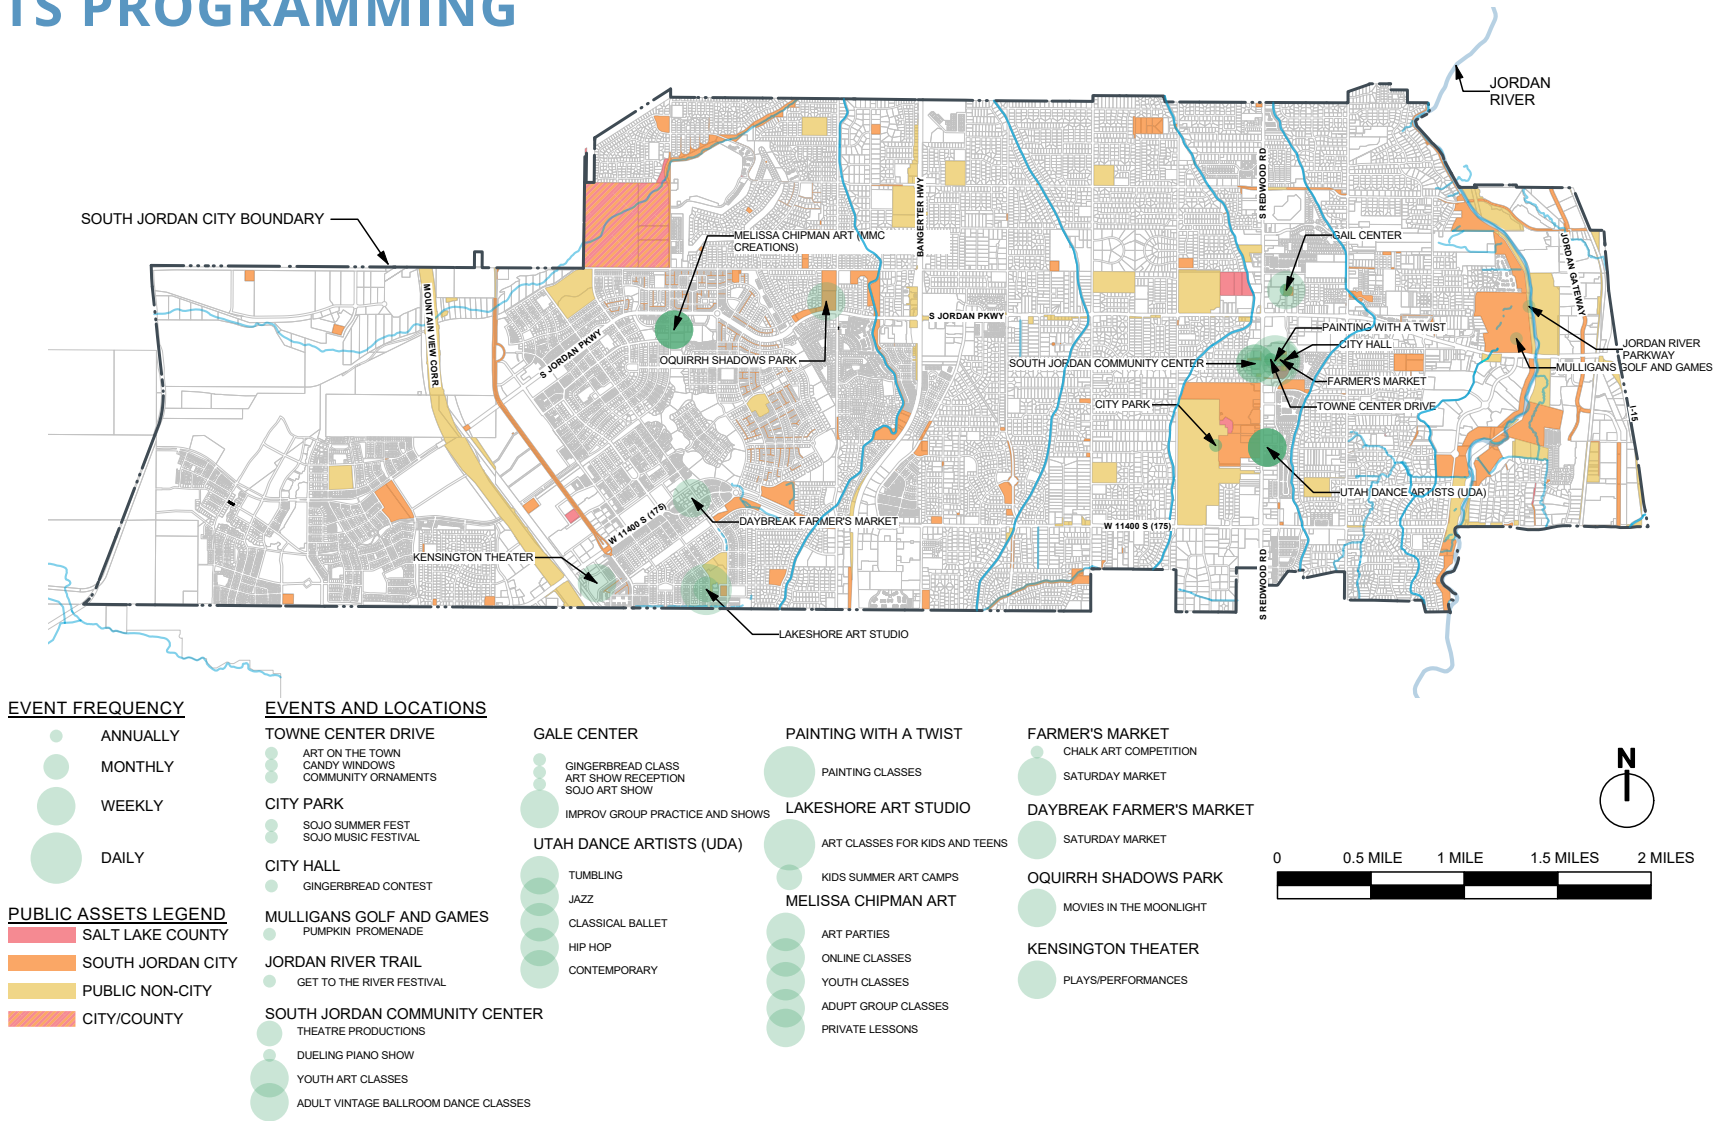 TS PROGRAMMING
JORDAN
RIVER
SOUTH JORDAN CITY BOUNDARY
MELISSA CHIPMAN ART (MMC
CREATIONS)
BANGERTER HWY
S REDWOOD RD
GAIL CENTER
JORDAN GATEWAY
MOUNTAIN VIEW CORR.
S JORDAN PKWY
S JORDAN PKWY
OQUIRRH SHADOWS PARK
PAINTING WITH A TWIST
CITY HALL
SOUTH JORDAN COMMUNITY CENTER
JORDAN RIVER
PARKWAY
MULLIGANS GOLF AND GAMES
FARMER'S MARKET
CITY PARK
TOWNE CENTER DRIVE
I-15
UTAH DANCE ARTISTS (UDA)
DAYBREAK FARMER'S MARKET
W 11400 S (175)
W 11400 S (175)
KENSINGTON THEATER
S REDWOOD RD
LAKESHORE ART STUDIO
EVENT FREQUENCY
ANNUALLY
MONTHLY
WEEKLY
DAILY
PUBLIC ASSETS LEGEND
SALT LAKE COUNTY
SOUTH JORDAN CITY
PUBLIC NON-CITY
CITY/COUNTY
EVENTS AND LOCATIONS
TOWNE CENTER DRIVE
ART ON THE TOWN
CANDY WINDOWS
COMMUNITY ORNAMENTS
CITY PARK
SOJO SUMMER FEST
SOJO MUSIC FESTIVAL
CITY HALL
GINGERBREAD CONTEST
MULLIGANS GOLF AND GAMES
PUMPKIN PROMENADE
JORDAN RIVER TRAIL
GET TO THE RIVER FESTIVAL
SOUTH JORDAN COMMUNITY CENTER
THEATRE PRODUCTIONS
DUELING PIANO SHOW
YOUTH ART CLASSES
ADULT VINTAGE BALLROOM DANCE CLASSES
GALE CENTER
GINGERBREAD CLASS
ART SHOW RECEPTION
SOJO ART SHOW
IMPROV GROUP PRACTICE AND SHOWS
UTAH DANCE ARTISTS (UDA)
TUMBLING
JAZZ
CLASSICAL BALLET
HIP HOP
CONTEMPORARY
PAINTING WITH A TWIST
PAINTING CLASSES
LAKESHORE ART STUDIO
ART CLASSES FOR KIDS AND TEENS
KIDS SUMMER ART CAMPS
MELISSA CHIPMAN ART
ART PARTIES
ONLINE CLASSES
YOUTH CLASSES
ADUPT GROUP CLASSES
PRIVATE LESSONS
FARMER'S MARKET
CHALK ART COMPETITION
SATURDAY MARKET
DAYBREAK FARMER'S MARKET
SATURDAY MARKET
OQUIRRH SHADOWS PARK
MOVIES IN THE MOONLIGHT
KENSINGTON THEATER
PLAYS/PERFORMANCES
N
0 0.5 MILE 1 MILE 1.5 MILES 2 MILES